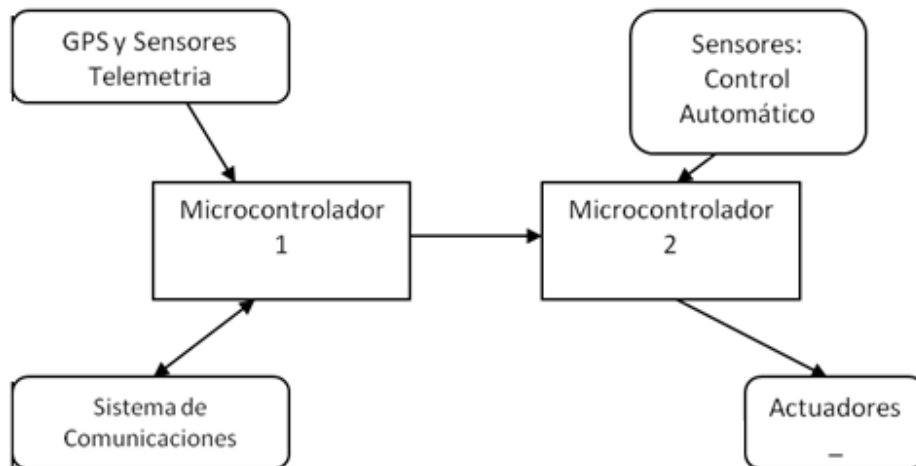 GPS y Sensores
Telemetria
Sensores:
Control
Automático
Microcontrolador
1
Microcontrolador
2
Sistema de
Comunicaciones
Actuadores
_